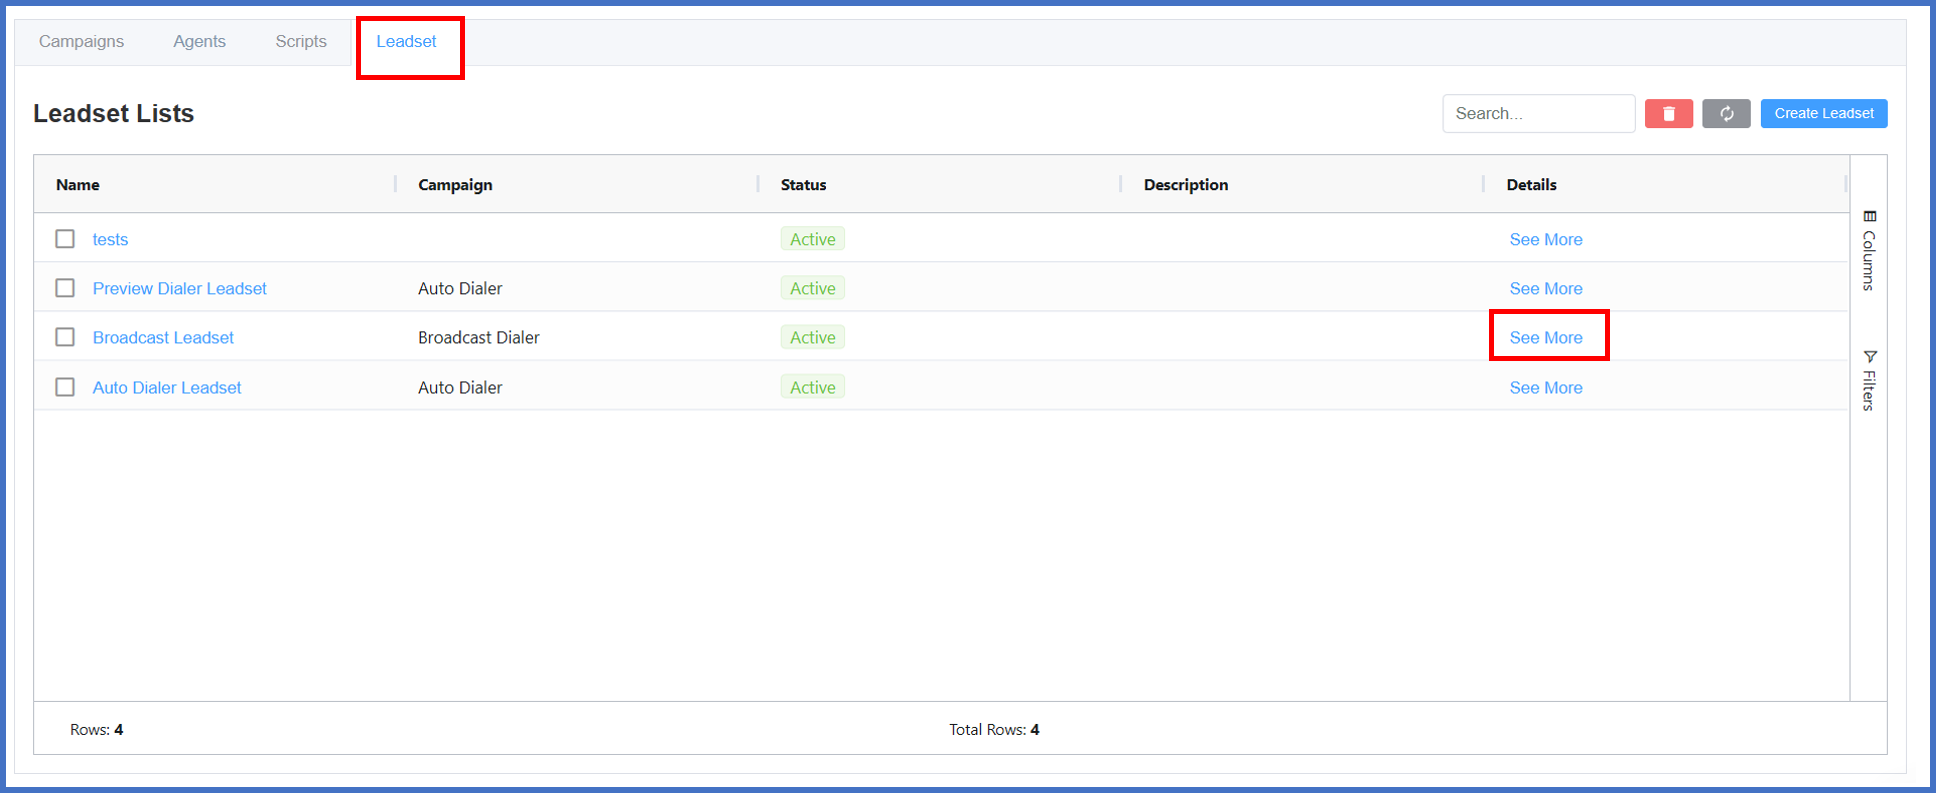 Campaigns Agents Scripts Leadset
Leadset Lists
Search... Create Leadset
Name Campaign Status Description Details
tests Active See More
Preview Dialer Leadset Auto Dialer Active See More
Broadcast Leadset Broadcast Dialer Active See More
Auto Dialer Leadset Auto Dialer Active See More
Columns
Filters
Rows: 4 Total Rows: 4